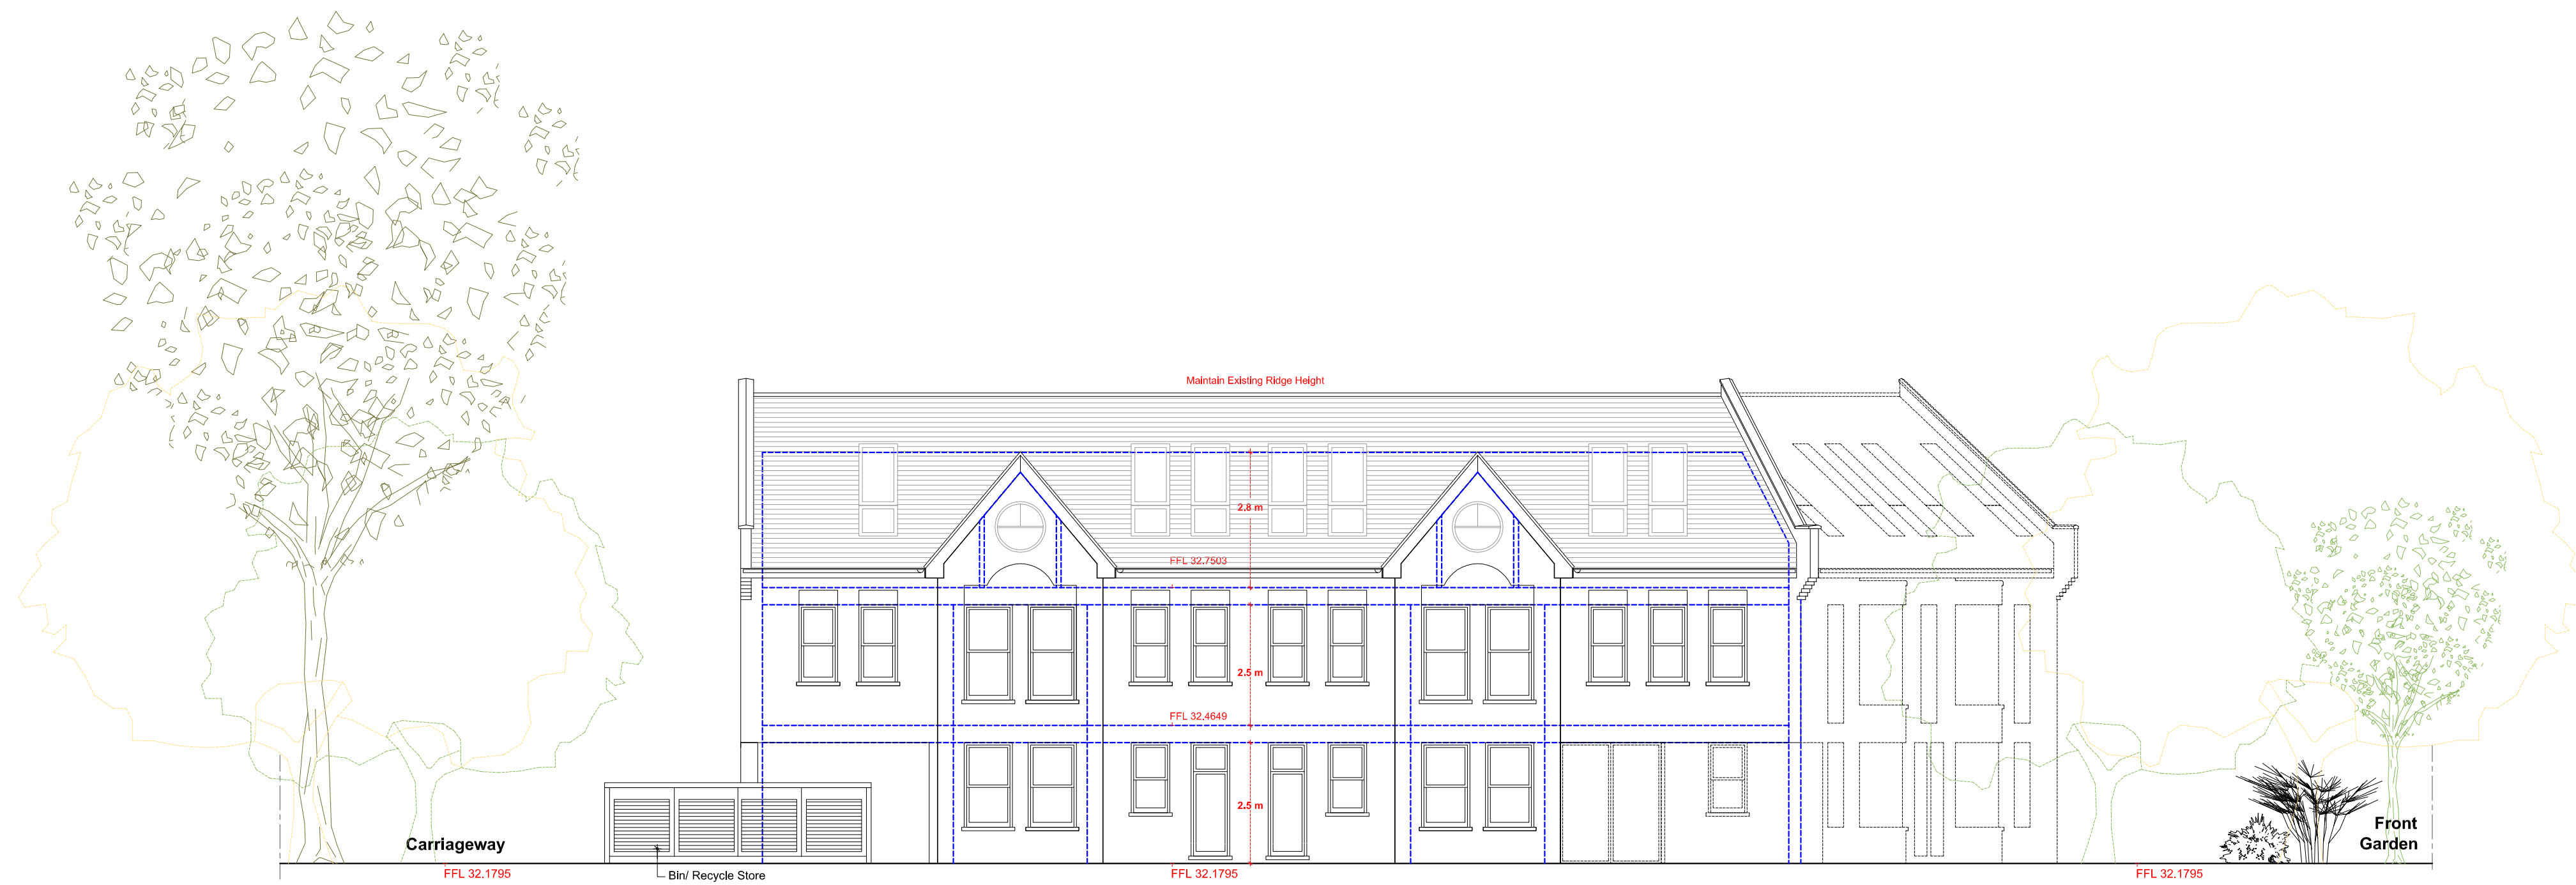 Maintain Existing Ridge Height
2.8 m
FFL 32.7503
2.5 m
FFL 32.4649
2.5 m
Carriageway
Front
Garden
FFL 32.1795
Bin/ Recycle Store
FFL 32.1795
FFL 32.1795